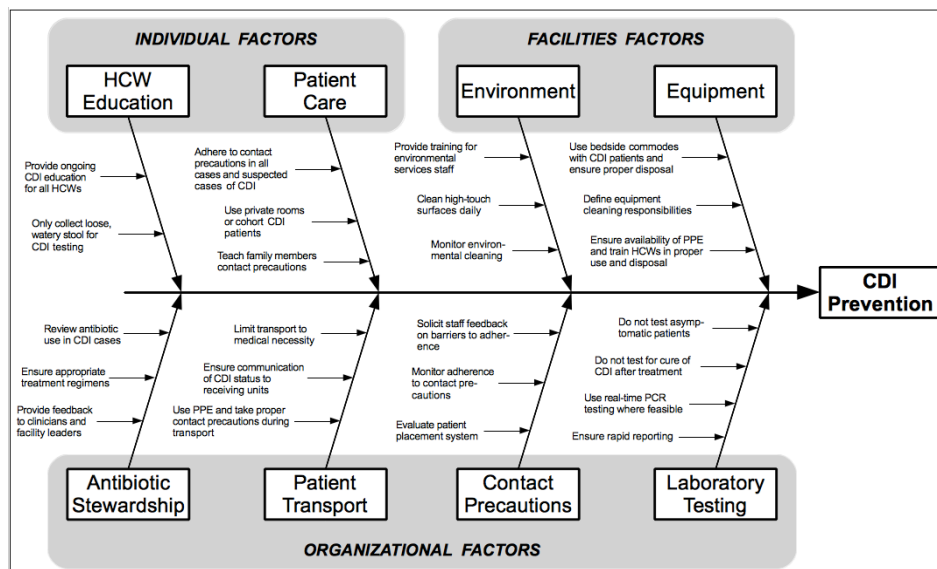 INDIVIDUAL FACTORS
FACILITIES FACTORS
HCW
Education
Patient
Care
Environment
Equipment
Provide ongoing
CDI education
for all HCWs
Only collect loose,
watery stool for
CDI testing
Adhere to contact
precautions in all
cases and suspected
cases of CDI
Use private rooms
or cohort CDI
patients
Teach family members
contact precautions
Provide training for
environmental
services staff
Clean high-touch
surfaces daily
Monitor environ-
mental cleaning
Use bedside commodes
with CDI patients and
ensure proper disposal
Define equipment
cleaning responsibilities
Ensure availability of PPE
and train HCWs in proper
use and disposal
CDI
Prevention
Review antibiotic
use in CDI cases
Ensure appropriate
treatment regimens
Provide feedback
to clinicians and
facility leaders
Limit transport to
medical necessity
Ensure communication
of CDI status to
receiving units
Use PPE and take proper
contact precautions during
transport
Solicit staff feedback
on barriers to adher-
ence
Monitor adherence
to contact pre-
cautions
Evaluate patient
placement system
Do not test asymp-
tomatic patients
Do not test for cure of
CDI after treatment
Use real-time PCR
testing where feasible
Ensure rapid reporting
Antibiotic
Stewardship
Patient
Transport
Contact
Precautions
Laboratory
Testing
ORGANIZATIONAL FACTORS